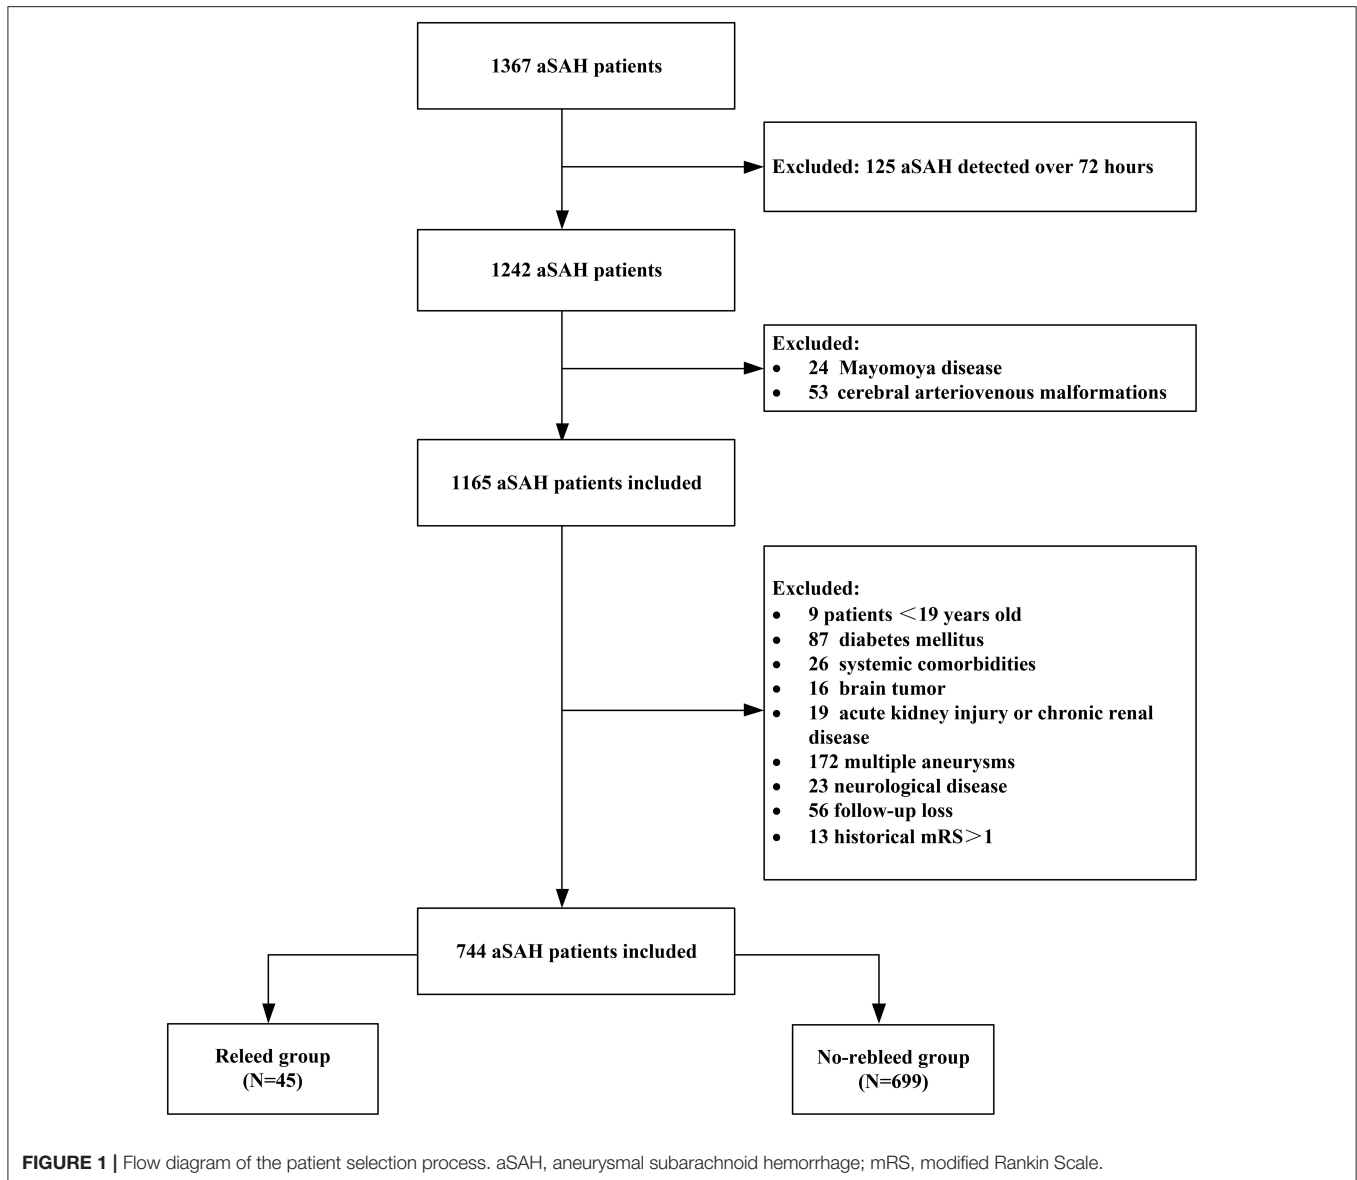 1367 aSAH patients
Excluded: 125 aSAH detected over 72 hours
1242 aSAH patients
Excluded:
• 24 Mayomoya disease
• 53 cerebral arteriovenous malformations
1165 aSAH patients included
Excluded:
• 9 patients <19 years old
• 87 diabetes mellitus
• 26 systemic comorbidities
• 16 brain tumor
• 19 acute kidney injury or chronic renal
disease
• 172 multiple aneurysms
• 23 neurological disease
• 56 follow-up loss
• 13 historical mRS>1
744 aSAH patients included
Releed group
(N=45)
No-rebleed group
(N=699)
FIGURE 1 | Flow diagram of the patient selection process. aSAH, aneurysmal subarachnoid hemorrhage; mRS, modified Rankin Scale.